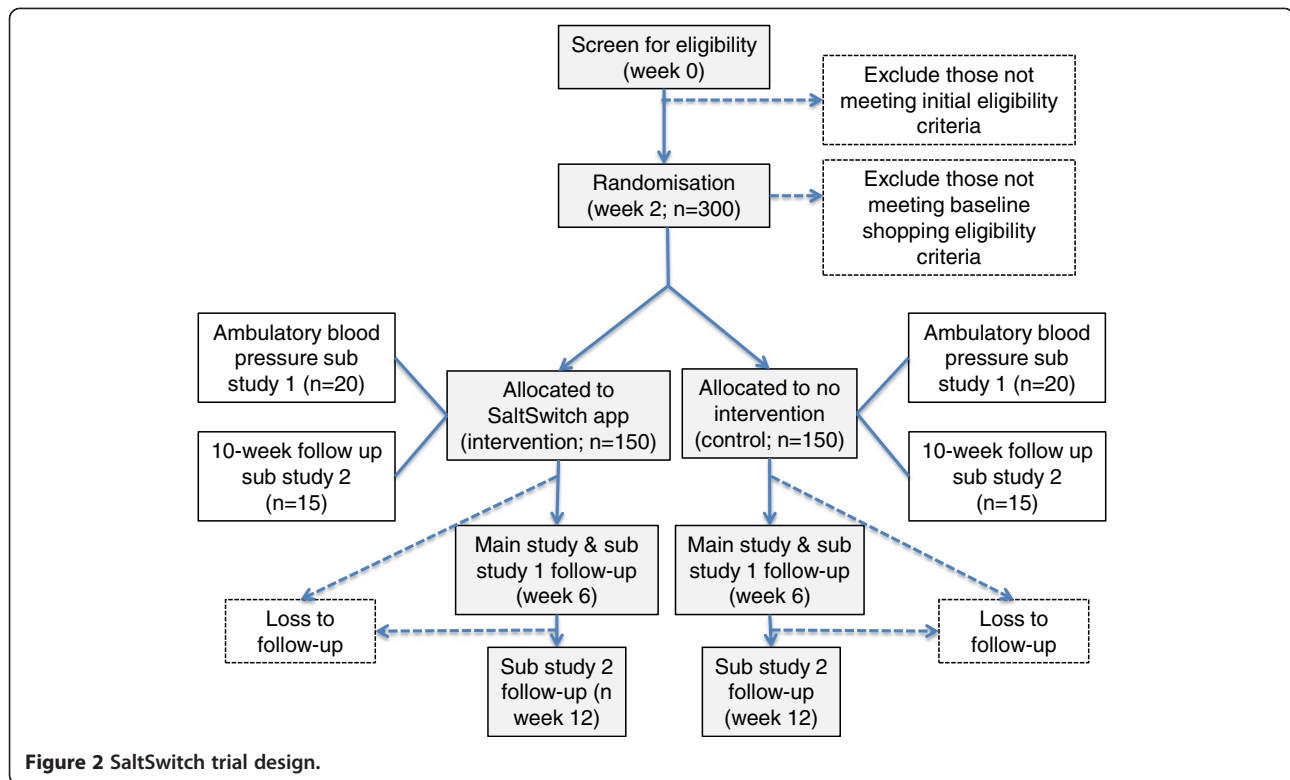 Screen for eligibility
(week 0)
Exclude those not
meeting initial eligibility
criteria
Randomisation
(week 2; n=300)
Exclude those not
meeting baseline
shopping eligibility
criteria
Ambulatory blood
pressure sub
study 1 (n=20)
10-week follow up
sub study 2
(n=15)
Allocated to
SaltSwitch app
(intervention; n=150)
Allocated to no
intervention
(control; n=150)
Ambulatory blood
pressure sub
study 1 (n=20)
10-week follow up
sub study 2
(n=15)
Main study & sub
study 1 follow-up
(week 6)
Main study & sub
study 1 follow-up
(week 6)
Loss to
follow-up
Loss to
follow-up
Sub study 2
follow-up (n
week 12)
Sub study 2
follow-up
(week 12)
Figure 2 SaltSwitch trial design.